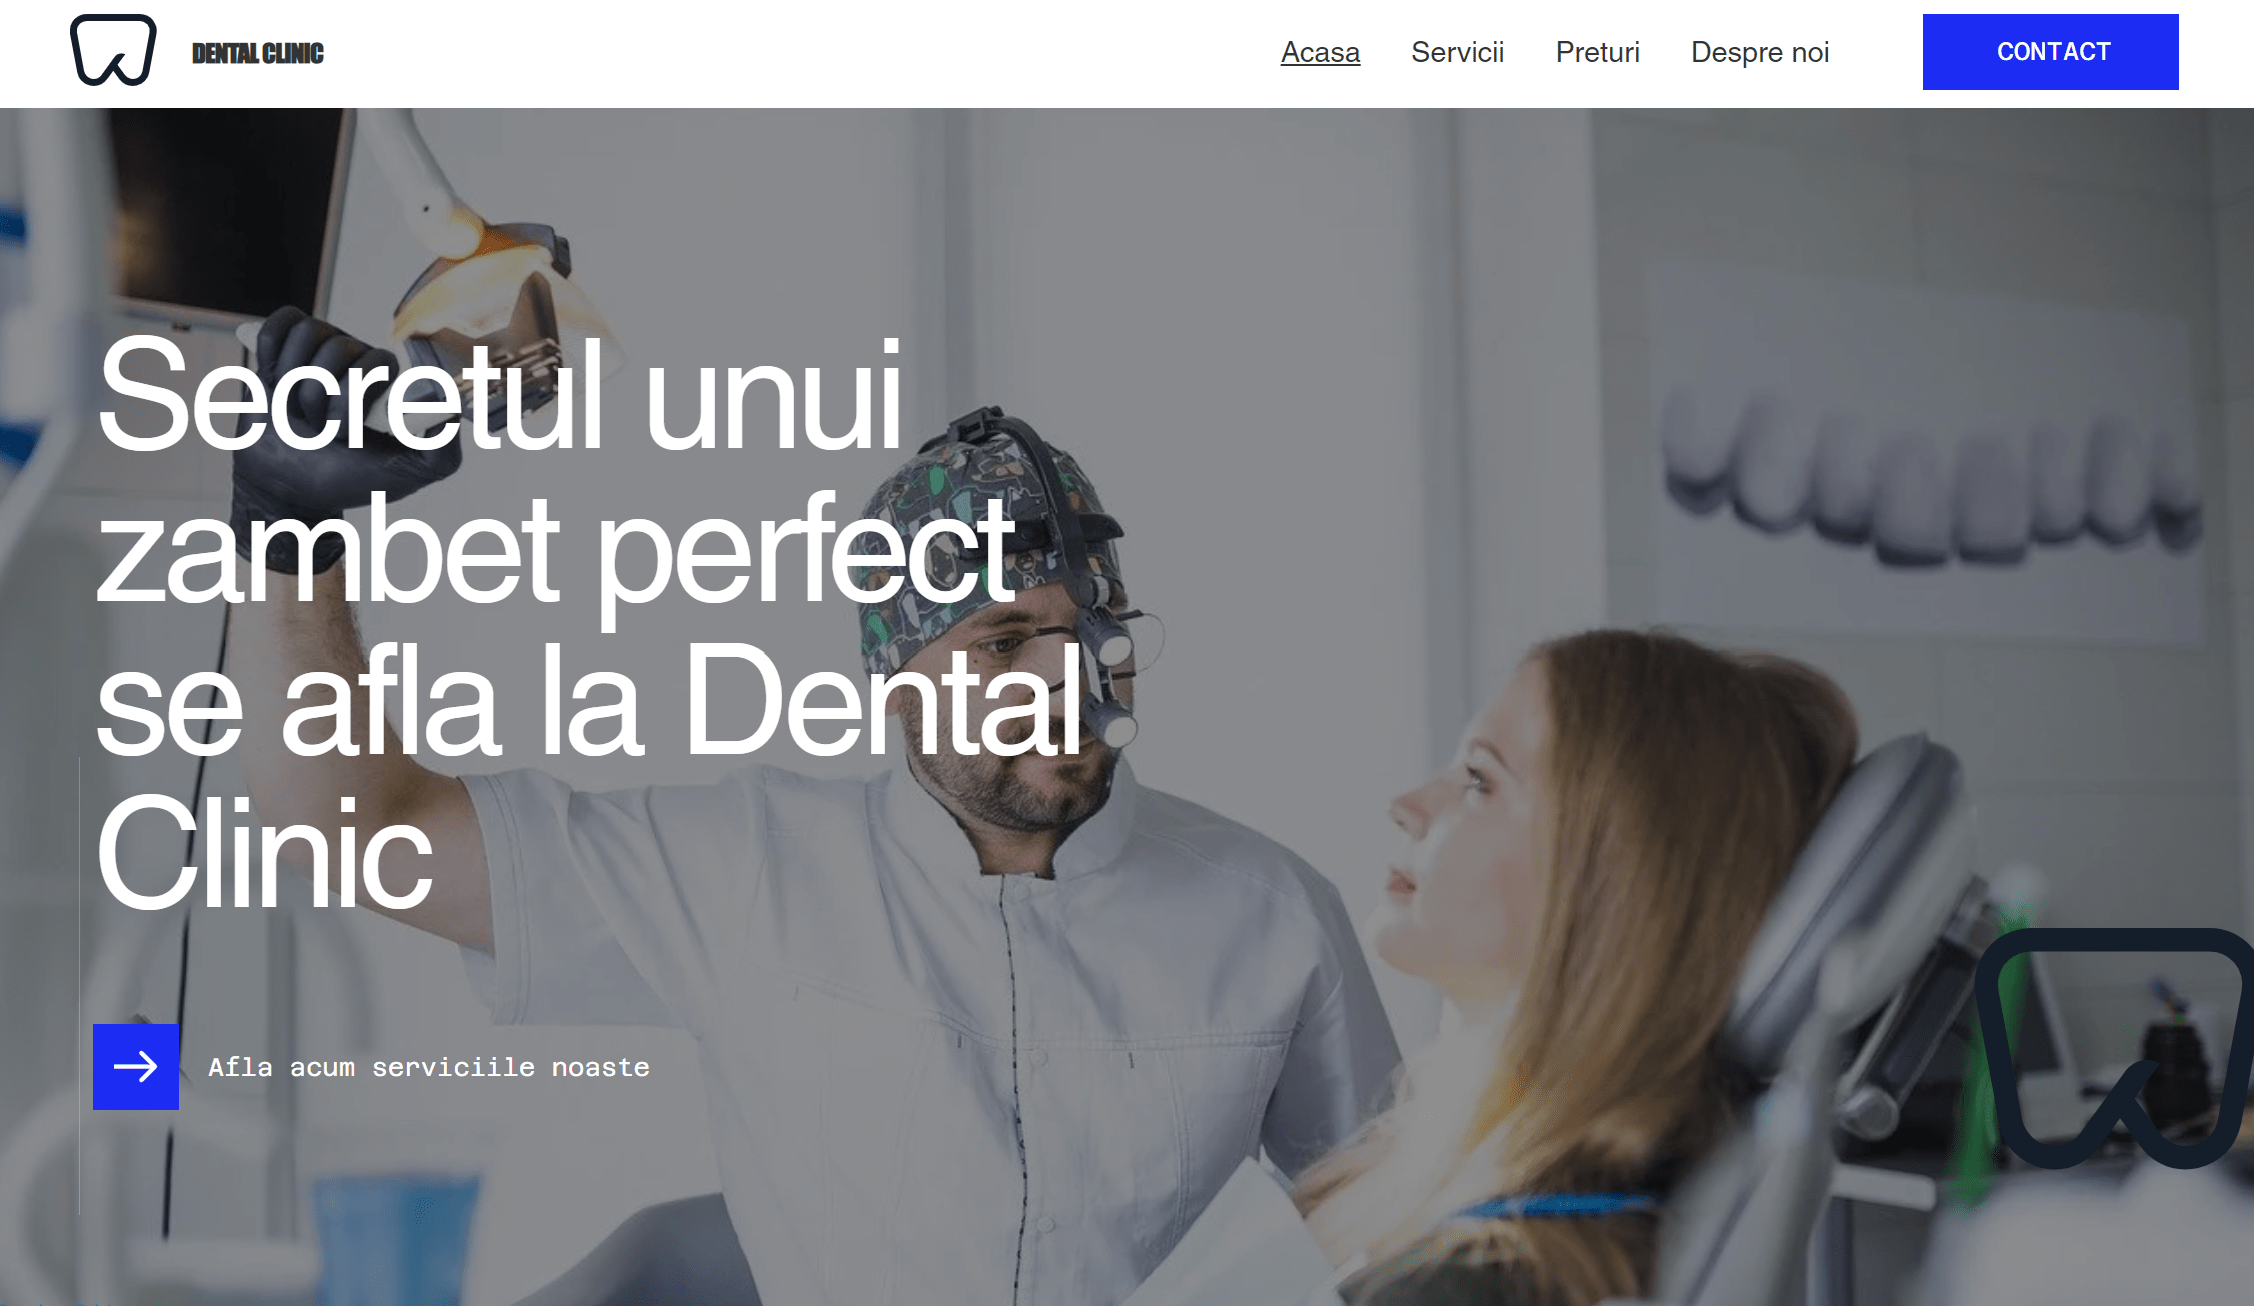 DENTAL CLINIC
Acasa
Servicii
Preturi
Despre noi
CONTACT
Secretul unui
zambet perfect
se afla la Dental
Clinic
Afla acum serviciile noaste